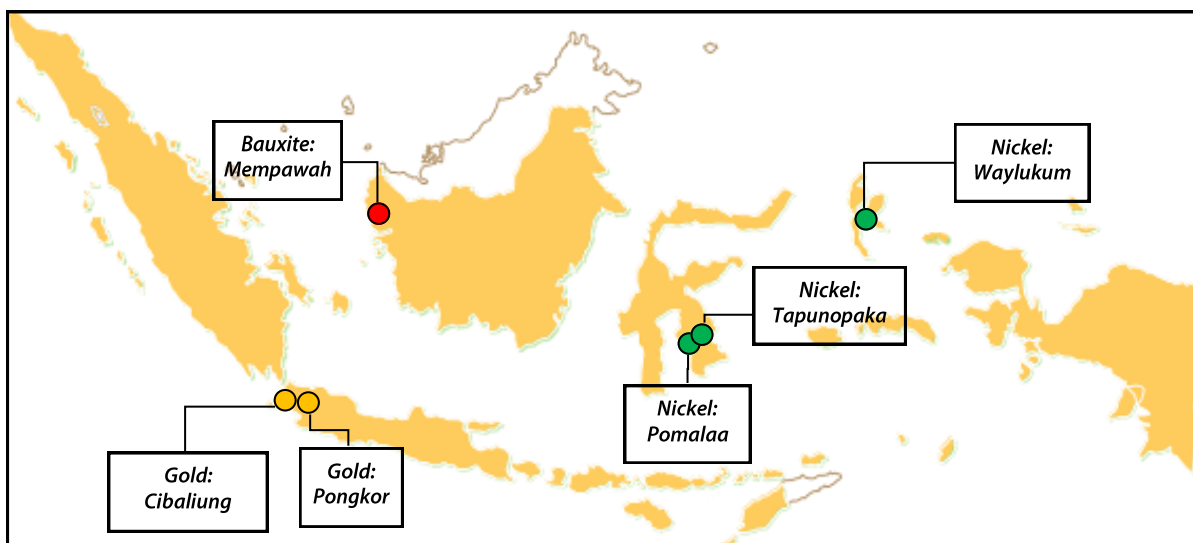 Bauxite:
Mempawah
Nickel:
Waylukum
Nickel:
Tapunopaka
Nickel:
Pomalaa
Gold:
Cibaliung
Gold:
Pongkor